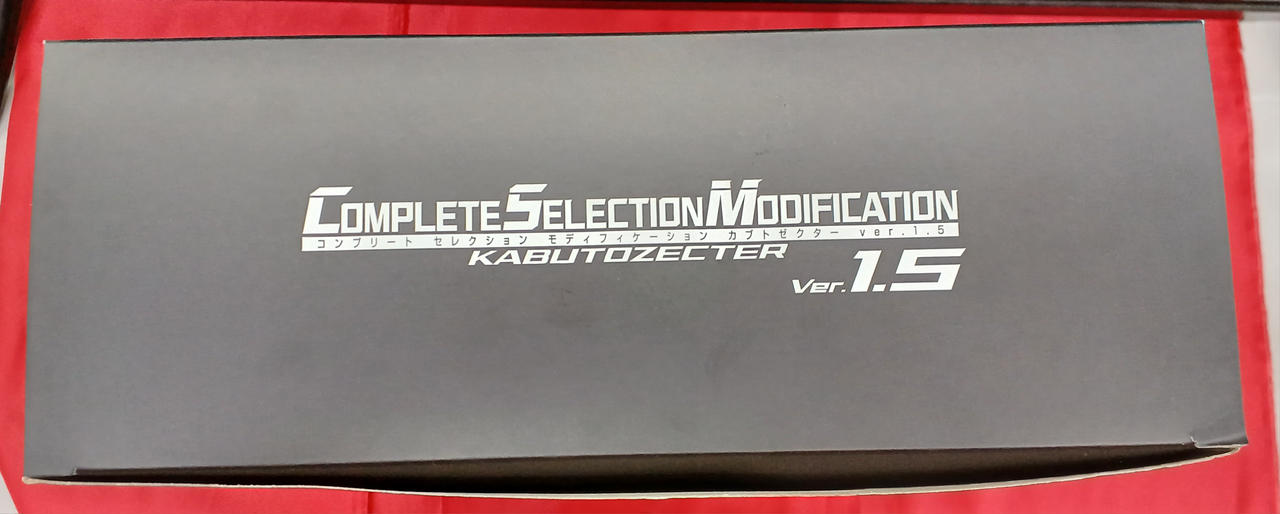 COMPLETE SELECTION MODIFICATION
コンプリート セレクション モディフィケーション カブトゼクター ver.1.5
KABUTOZECTER
Ver.1.5